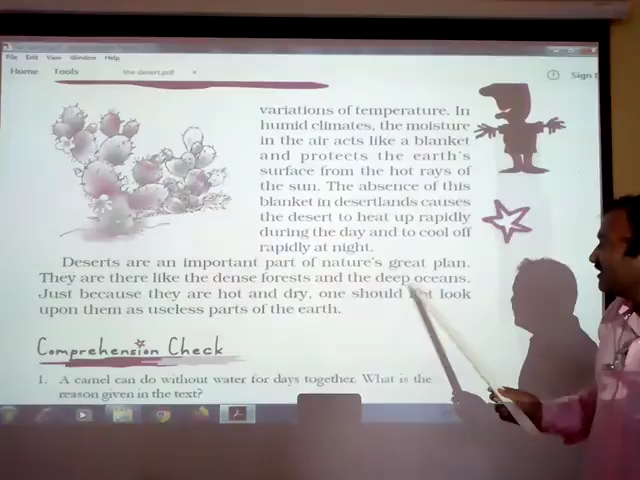 File Edit View Window Help
Home Tools the desert.pdf × ? Sign I
variations of temperature. In
humid climates, the moisture
in the air acts like a blanket
and protects the earth's
surface from the hot rays of
the sun. The absence of this
blanket in desertlands causes
the desert to heat up rapidly
during the day and to cool off
rapidly at night.
Deserts are an important part of nature's great plan.
They are there like the dense forests and the deep oceans.
Just because they are hot and dry, one should not look
upon them as useless parts of the earth.
Comprehension Check
1. A camel can do without water for days together. What is the
reason given in the text?